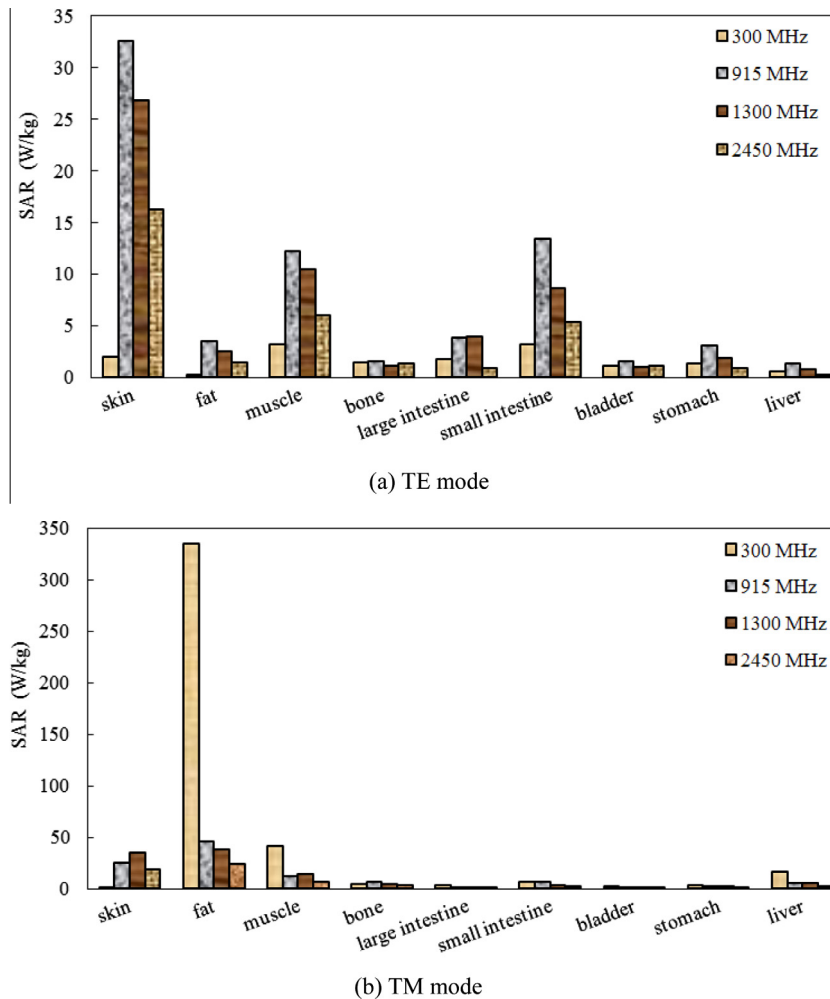 35
30
25
20
15
10
5
0
SAR (W/kg)
300 MHz
915 MHz
1300 MHz
2450 MHz
skin
fat
muscle
bone
large intestine
small intestine
bladder
stomach
liver
(a) TE mode
350
300
250
200
150
100
50
0
SAR (W/kg)
300 MHz
915 MHz
1300 MHz
2450 MHz
skin
fat
muscle
bone
large intestine
small intestine
bladder
stomach
liver
(b) TM mode